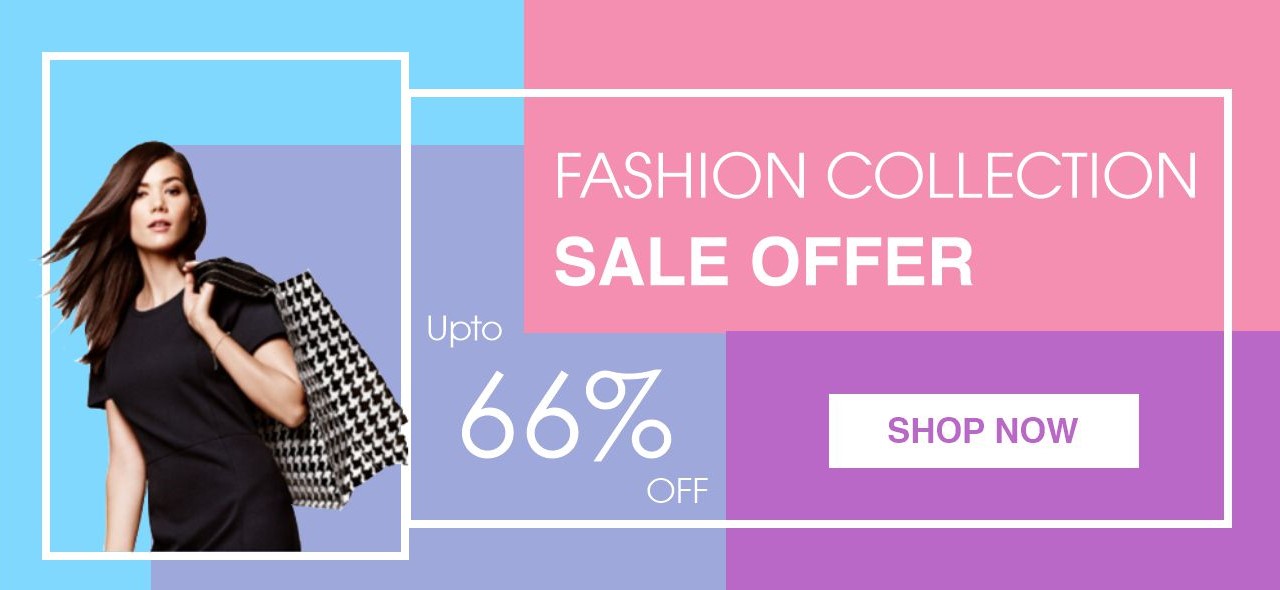 FASHION COLLECTION
SALE OFFER
Upto
66%
OFF
SHOP NOW